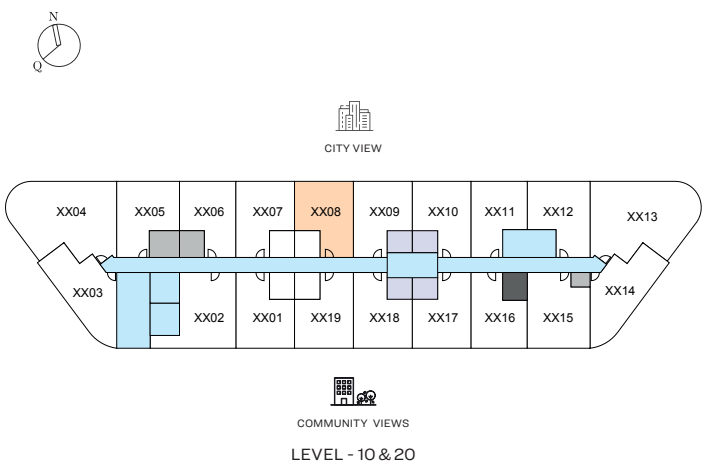 N
Q
CITY VIEW
XX04 XX05 XX06 XX07 XX08 XX09 XX10 XX11 XX12 XX13
XX03 XX14
XX02 XX01 XX19 XX18 XX17 XX16 XX15
COMMUNITY VIEWS
LEVEL - 10 & 20